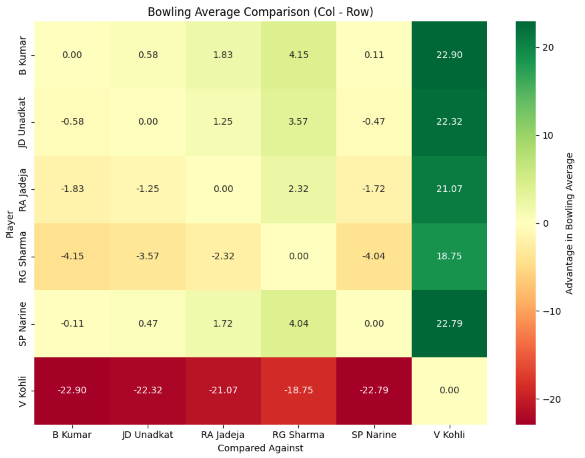 Bowling Average Comparison (Col - Row)
B Kumar 0.00 0.58 1.83 4.15 0.11 22.90
JD Unadkat -0.58 0.00 1.25 3.57 -0.47 22.32
RA Jadeja -1.83 -1.25 0.00 2.32 -1.72 21.07
RG Sharma -4.15 -3.57 -2.32 0.00 -4.04 18.75
SP Narine -0.11 0.47 1.72 4.04 0.00 22.79
V Kohli -22.90 -22.32 -21.07 -18.75 -22.79 0.00
B Kumar JD Unadkat RA Jadeja RG Sharma SP Narine V Kohli
Compared Against
Player
20
10
0
-10
-20
Advantage in Bowling Average